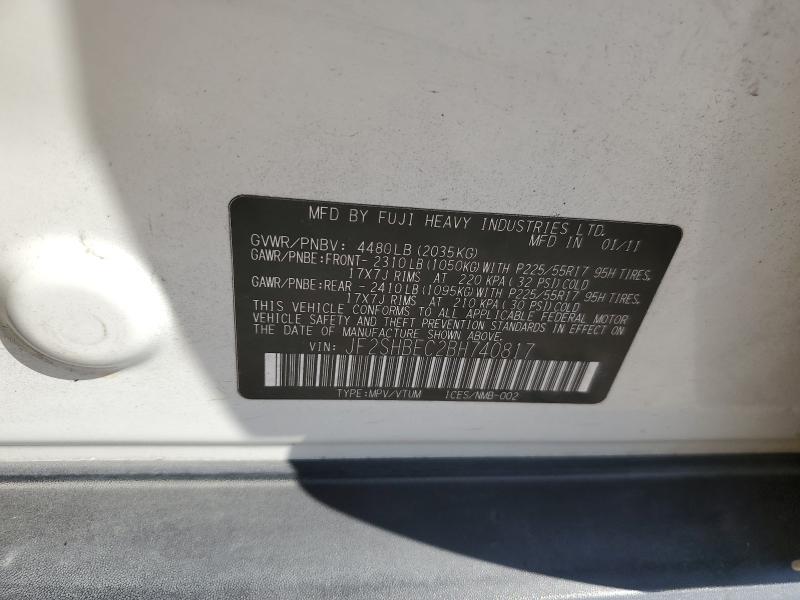 MFD BY FUJI HEAVY INDUSTRIES LTD.
MFD IN 01/11
GVWR/PNBV: 4480LB(2035KG)
GAWR/PNBE:FRONT- 2310LB(1050KG)WITH P225/55R17 95H TIRES,
17X7J RIMS AT 220 KPA(32 PSI)COLD
GAWR/PNBE:REAR - 2410LB(1095KG)WITH P225/55R17 95H TIRES,
17X7J RIMS AT 210 KPA(30 PSI)COLD
THIS VEHICLE CONFORMS TO ALL APPLICABLE FEDERAL MOTOR
VEHICLE SAFETY AND THEFT PREVENTION STANDARDS IN EFFECT ON
THE DATE OF MANUFACTURE SHOWN ABOVE.
VIN: JF2SHBEC2BH740817
TYPE:MPV/VTUM ICES/NMB-002